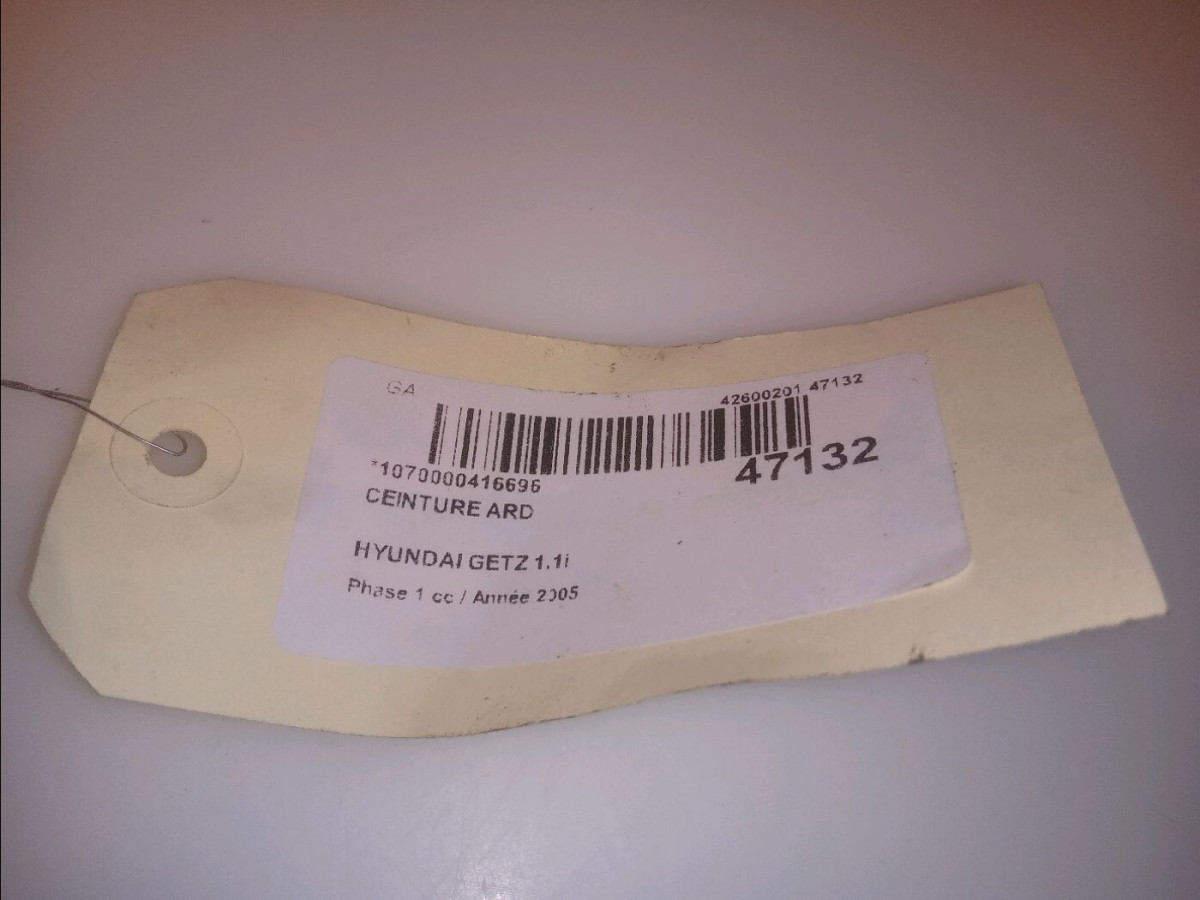 GA
42600201 47132
47132
*1070000416696
CEINTURE ARD
HYUNDAI GETZ 1.1i
Phase 1 cc / Année 2005